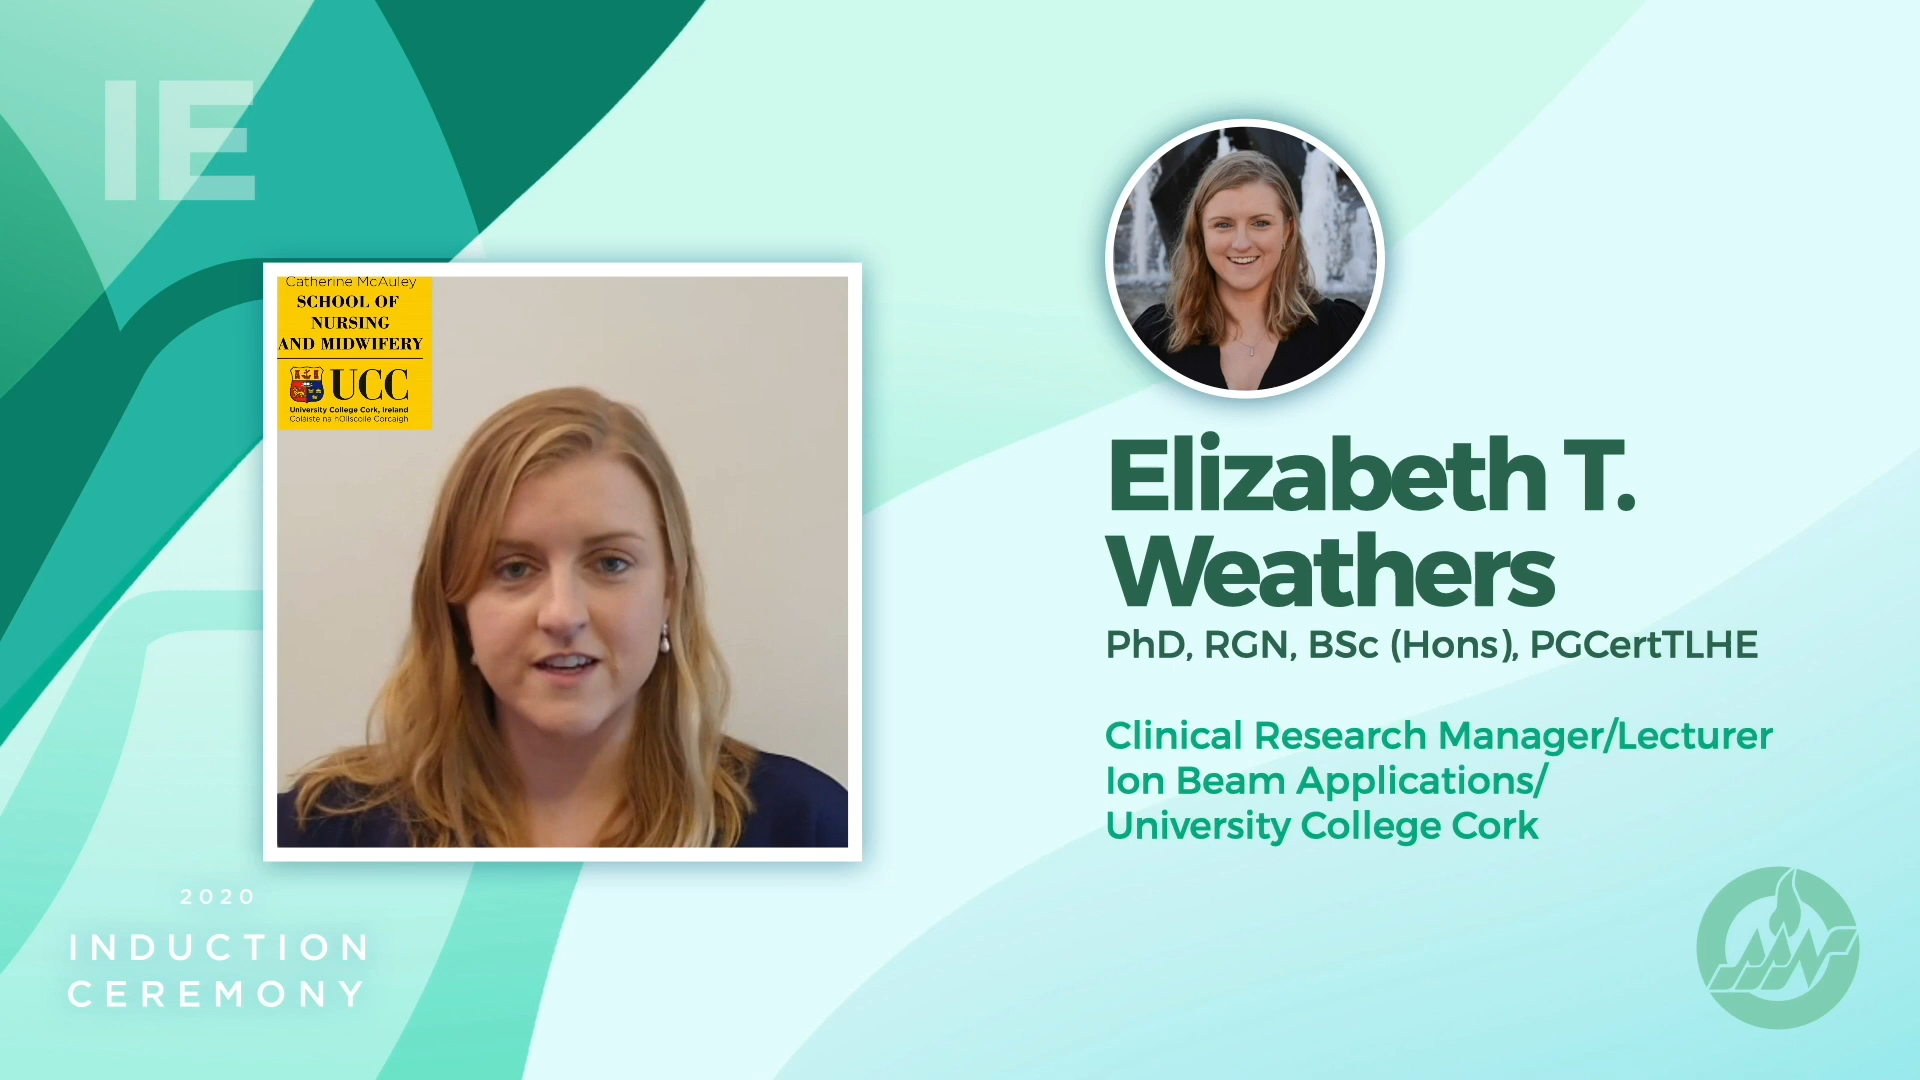 IE
Catherine McAuley
SCHOOL OF
NURSING
AND MIDWIFERY
UCC
University College Cork, Ireland
Coláiste na hOllscoile Corcaigh
Elizabeth T.
Weathers
PhD, RGN, BSc (Hons), PGCertTLHE
Clinical Research Manager/Lecturer
Ion Beam Applications/
University College Cork
2020
INDUCTION
CEREMONY